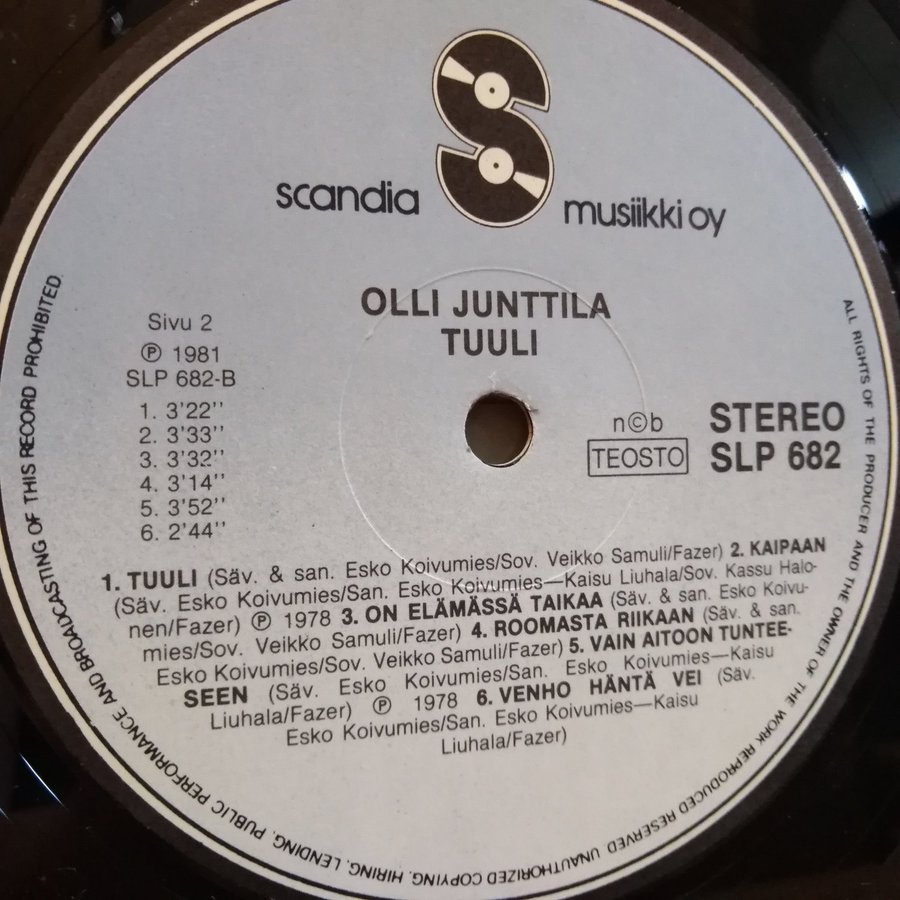 scandia
musiikki oy
OLLI JUNTTILA
TUULI
Sivu 2
℗ 1981
SLP 682-B
1. 3'22''
2. 3'33''
3. 3'32''
4. 3'14''
5. 3'52''
6. 2'44''
n©b
TEOSTO
STEREO
SLP 682
1. TUULI (Säv. & san. Esko Koivumies/Sov. Veikko Samuli/Fazer) 2. KAIPAAN
(Säv. Esko Koivumies/San. Esko Koivumies—Kaisu Liuhala/Sov. Kassu Halo-
nen/Fazer) ℗ 1978 3. ON ELÄMÄSSÄ TAIKAA (Säv. & san. Esko Koivu-
mies/Sov. Veikko Samuli/Fazer) 4. ROOMASTA RIIKAAN (Säv. & san.
Esko Koivumies/Sov. Veikko Samuli/Fazer) 5. VAIN AITOON TUNTEE-
SEEN (Säv. Esko Koivumies/San. Esko Koivumies—Kaisu
Liuhala/Fazer) ℗ 1978 6. VENHO HÄNTÄ VEI (Säv.
Esko Koivumies/San. Esko Koivumies—Kaisu
Liuhala/Fazer)
ALL RIGHTS OF THE PRODUCER AND THE OWNER OF THE WORK REPRODUCED RESERVED UNAUTHORIZED COPYING, HIRING, LENDING, PUBLIC PERFORMANCE AND BROADCASTING OF THIS RECORD PROHIBITED.